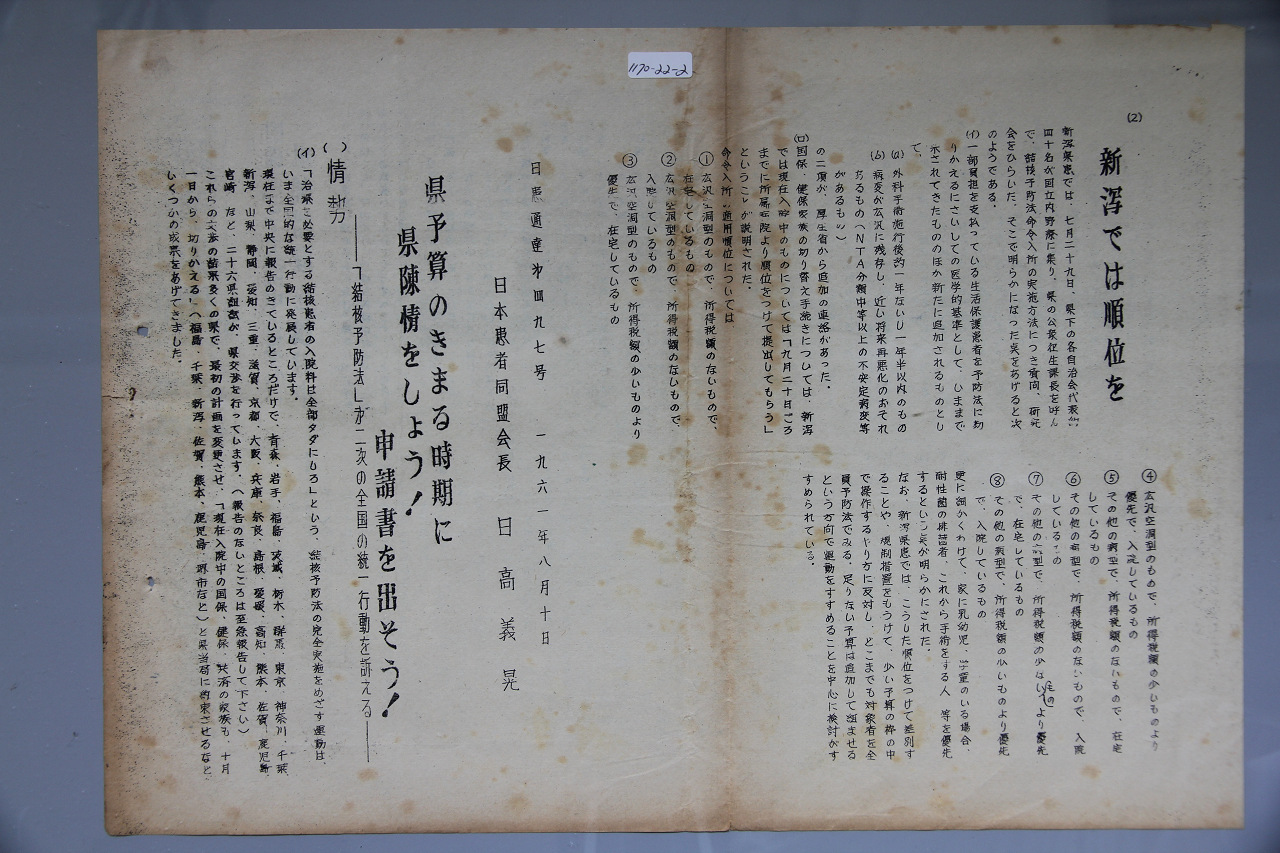 1170-22-2
(2)
新潟では順位を
新潟県患では、七月二十九日、県下の各自治会代表約
四十名が国立内野療に集り、県の公衆衛生課長を呼ん
で、結核予防法命令入所の実施方法につき質問、研究
会をひらいた。そこで明らかになった点をあげると次
のようである。
(イ)一部負担を支払っている生活保護患者を予防法に切
りかえるにさいしての医学的基準として、いままで
示されてきたもののほか新たに追加されるものとし
て、
(a) 外科手術施行後約一年ないし一年半以内のもの
(b) 病変が広汎に残存し、近い将来再悪化のおそれ
あるもの(NTA分類中等以上の不安定病変等
があるもの)
の二項が、厚生省から追加の連絡があった。
(ロ)国保、健保家族の切り替え手続きについては、新潟
では現在入院中のものについては「九月二十日ころ
までに所属病院より順位をつけて提出してもらう」
ということが説明された。
命令入所の適用順位については
① 広汎空洞型のもので、所得税額のないもので、
在宅しているもの
② 広汎空洞型のもので、所得税額のないもので、
入院しているもの
③ 広汎空洞型のもので、所得税額の少いものより
優先で、在宅しているもの
④ 広汎空洞型のもので、所得税額の少いものより
優先で、入院しているもの
⑤ その他の病型で、所得税額のないもので、在宅
しているもの
⑥ その他の病型で、所得税額のないもので、入院
しているもの
⑦ その他の病型で、所得税額の少ないものより優先
で、在宅しているもの
⑧ その他の病型で、所得税額の少いものより優先
で、入院しているもの
更に細かくわけて、家に乳幼児、学童のいる場合、
耐性菌の排菌者、これから手術をする人 等を優先
するという点が明らかにされた。
なお、新潟県患では、こうした順位をつけて差別す
ることや、規制措置をもうけて、少い予算の枠の中
で操作するやり方に反対し、どこまでも対象者を全
員予防法でみる、足りない予算は追加して組ませる
という方向で運動をすすめることを中心に検討がす
すめられている。
日患通達第四九七号 一九六一年八月十日
日本患者同盟会長 日高義晃
県予算のきまる時期に
県陳情をしよう!
申請書を出そう!
――「結核予防法」が二次の全国の統一行動を訴える――
( )情勢
(イ)
「治療を必要とする結核患者の入院料は全部タダにしろ」という、結核予防法の完全実施をめざす運動は
いま全国的な統一行動に発展しています。
現在まで中央に報告のきているところだけで、青森、岩手、福島、茨城、栃木、群馬、東京、神奈川、千葉
新潟、山梨、静岡、愛知、三重、滋賀、京都、大阪、兵庫、奈良、島根、愛媛、高知、熊本、佐賀、鹿児島
宮崎、など、二十六県組織が、県交渉を行っています。(報告のないところは至急報告して下さい)
これらの交渉の結果多くの県で、最初の計画を変更させ、「現在入院中の国保、健保、共済の家族も、十月
一日から、切りかえる」(福島、千葉、新潟、佐賀、熊本、鹿児島、堺市など)と県当局に約束させるなど
いくつかの成果をあげてきました。